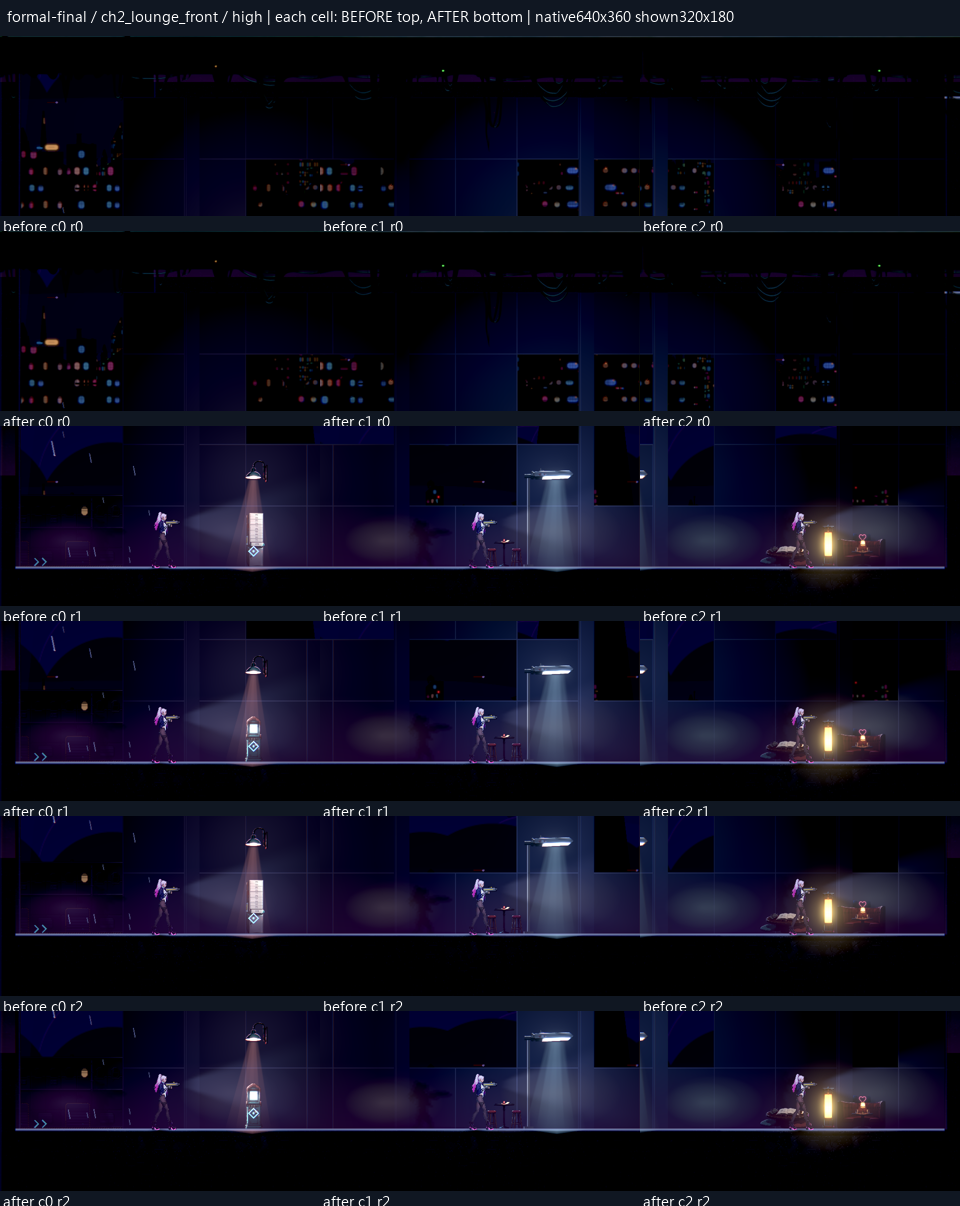 formal-final / ch2_lounge_front / high | each cell: BEFORE top, AFTER bottom | native640x360 shown320x180
before c0 r0 before c1 r0 before c2 r0
after c0 r0 after c1 r0 after c2 r0
before c0 r1 before c1 r1 before c2 r1
after c0 r1 after c1 r1 after c2 r1
before c0 r2 before c1 r2 before c2 r2
after c0 r2 after c1 r2 after c2 r2